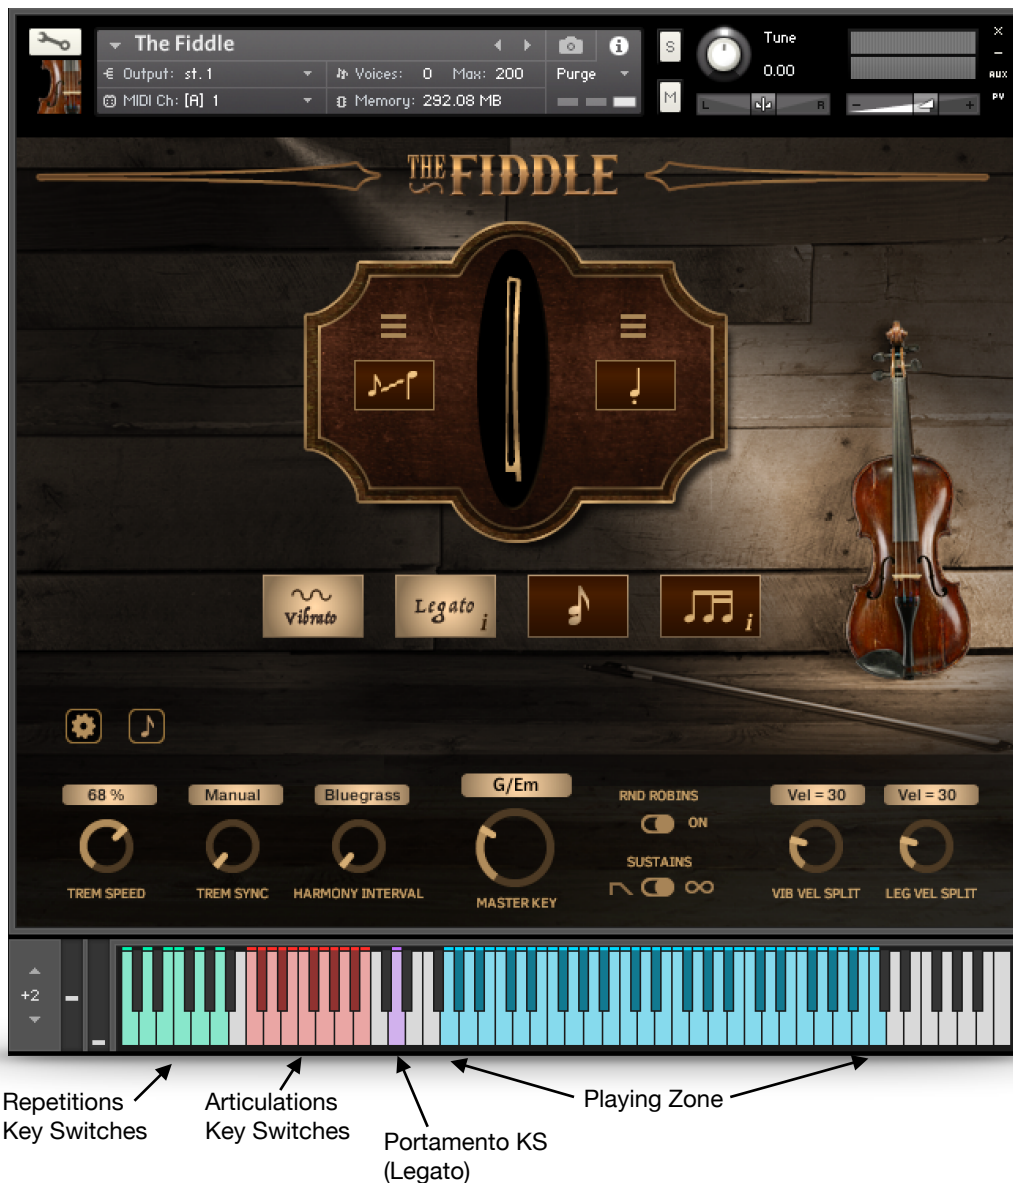 The Fiddle
Output: st. 1
Voices: 0 Max: 200
Purge
MIDI Ch: [A] 1
Memory: 292.08 MB
S
M
Tune
0.00
L R
- +
x
-
AUX
PV
THE FIDDLE
Vibrato
Legato i
i
68 %
Manual
Bluegrass
G/Em
RND ROBINS
ON
Vel = 30
Vel = 30
SUSTAINS
TREM SPEED
TREM SYNC
HARMONY INTERVAL
MASTER KEY
VIB VEL SPLIT
LEG VEL SPLIT
+2
Repetitions
Key Switches
Articulations
Key Switches
Portamento KS
(Legato)
Playing Zone